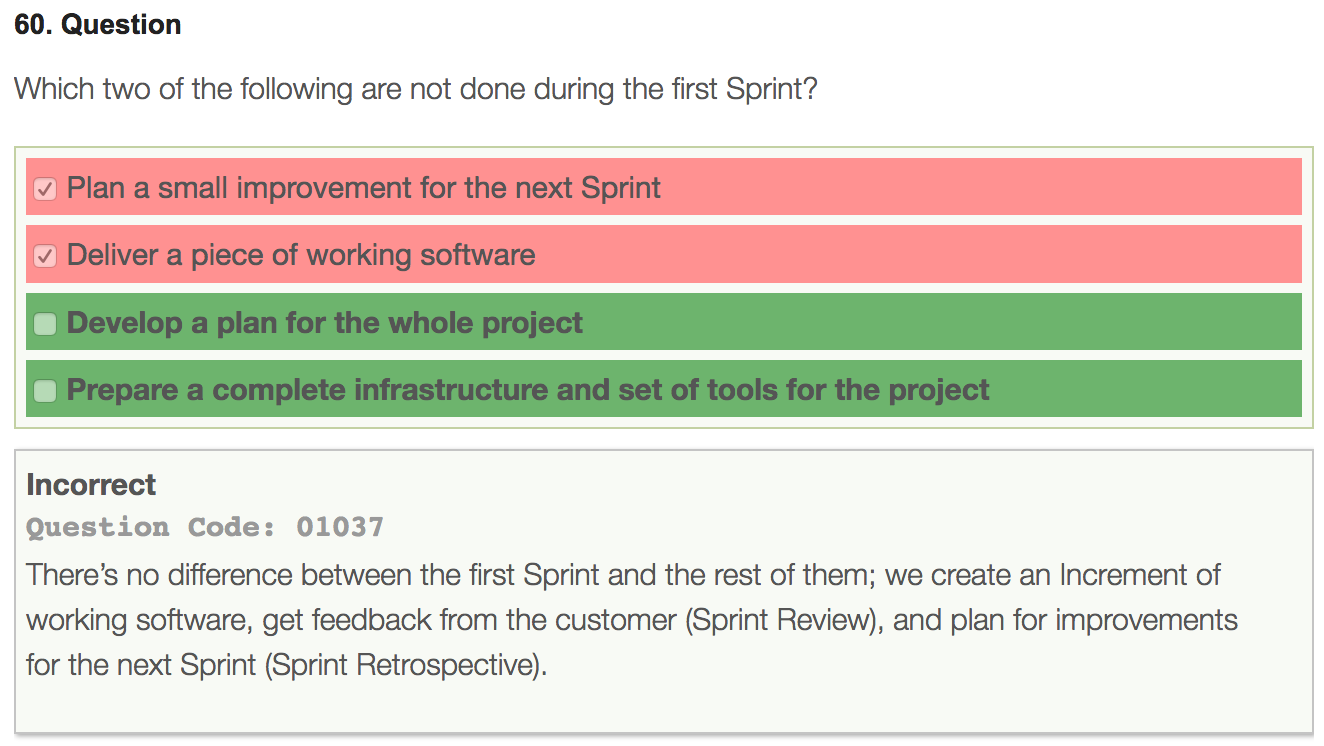 60. Question
Which two of the following are not done during the first Sprint?
Plan a small improvement for the next Sprint
Deliver a piece of working software
Develop a plan for the whole project
Prepare a complete infrastructure and set of tools for the project
Incorrect
Question Code: 01037
There’s no difference between the first Sprint and the rest of them; we create an Increment of
working software, get feedback from the customer (Sprint Review), and plan for improvements
for the next Sprint (Sprint Retrospective).